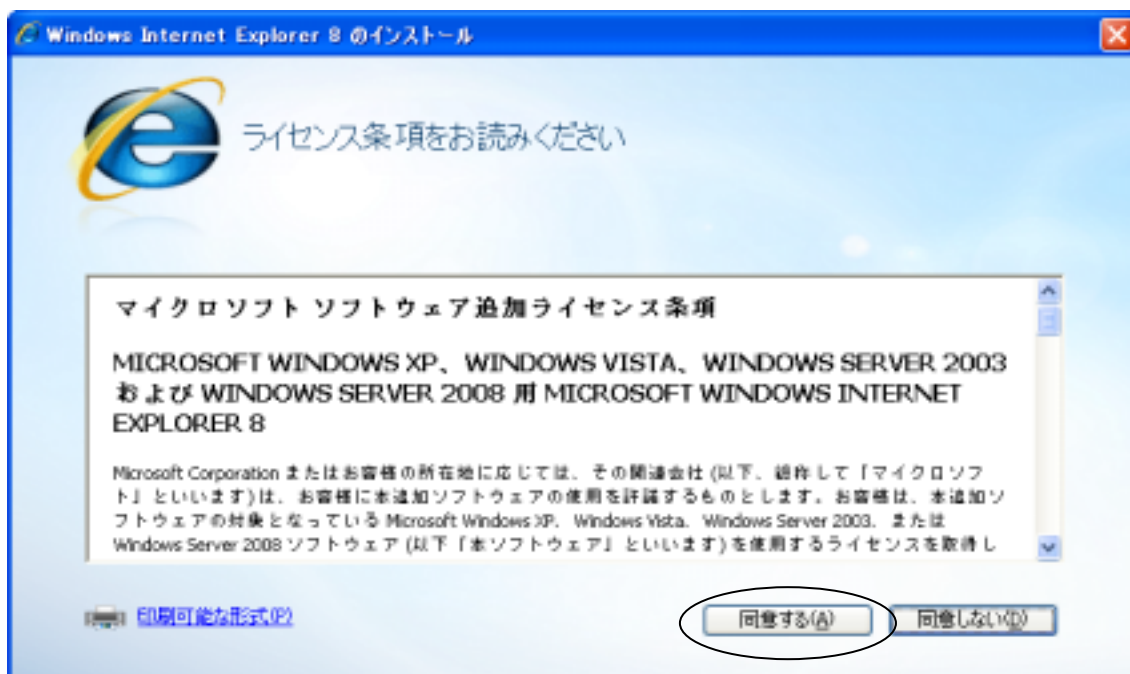 Windows Internet Explorer 8 のインストール
ライセンス条項をお読みください
マイクロソフト ソフトウェア追加ライセンス条項
MICROSOFT WINDOWS XP、WINDOWS VISTA、WINDOWS SERVER 2003
および WINDOWS SERVER 2008 用 MICROSOFT WINDOWS INTERNET
EXPLORER 8
Microsoft Corporation またはお客様の所在地に応じては、その関連会社 (以下、総称して「マイクロソフ
ト」といいます)は、お客様に本追加ソフトウェアの使用を許諾するものとします。お客様は、本追加ソ
フトウェアの対象となっている Microsoft Windows XP、Windows Vista、Windows Server 2003、または
Windows Server 2008 ソフトウェア (以下「本ソフトウェア」といいます) を使用するライセンスを取得し
印刷可能な形式(P)
同意する(A)
同意しない(D)